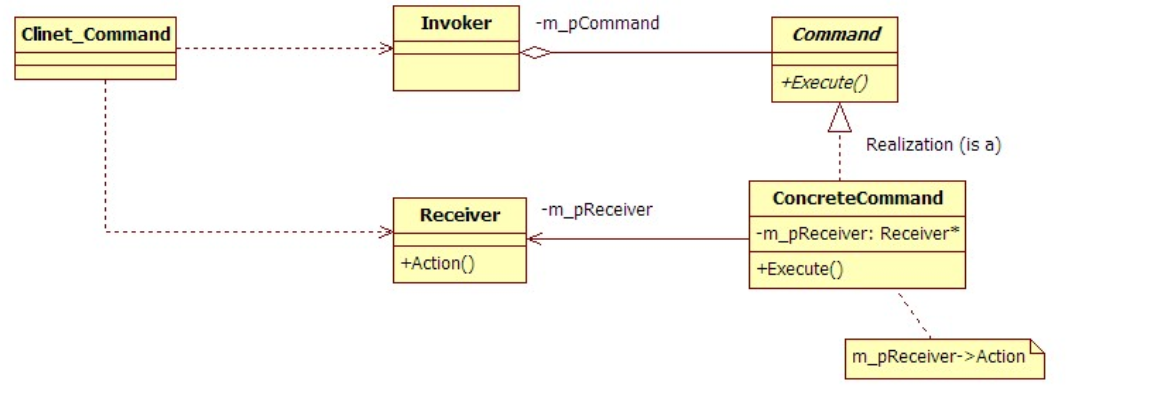 Clinet_Command
Invoker
-m_pCommand
Command
+Execute()
Realization (is a)
Receiver
+Action()
-m_pReceiver
ConcreteCommand
-m_pReceiver: Receiver*
+Execute()
m_pReceiver->Action